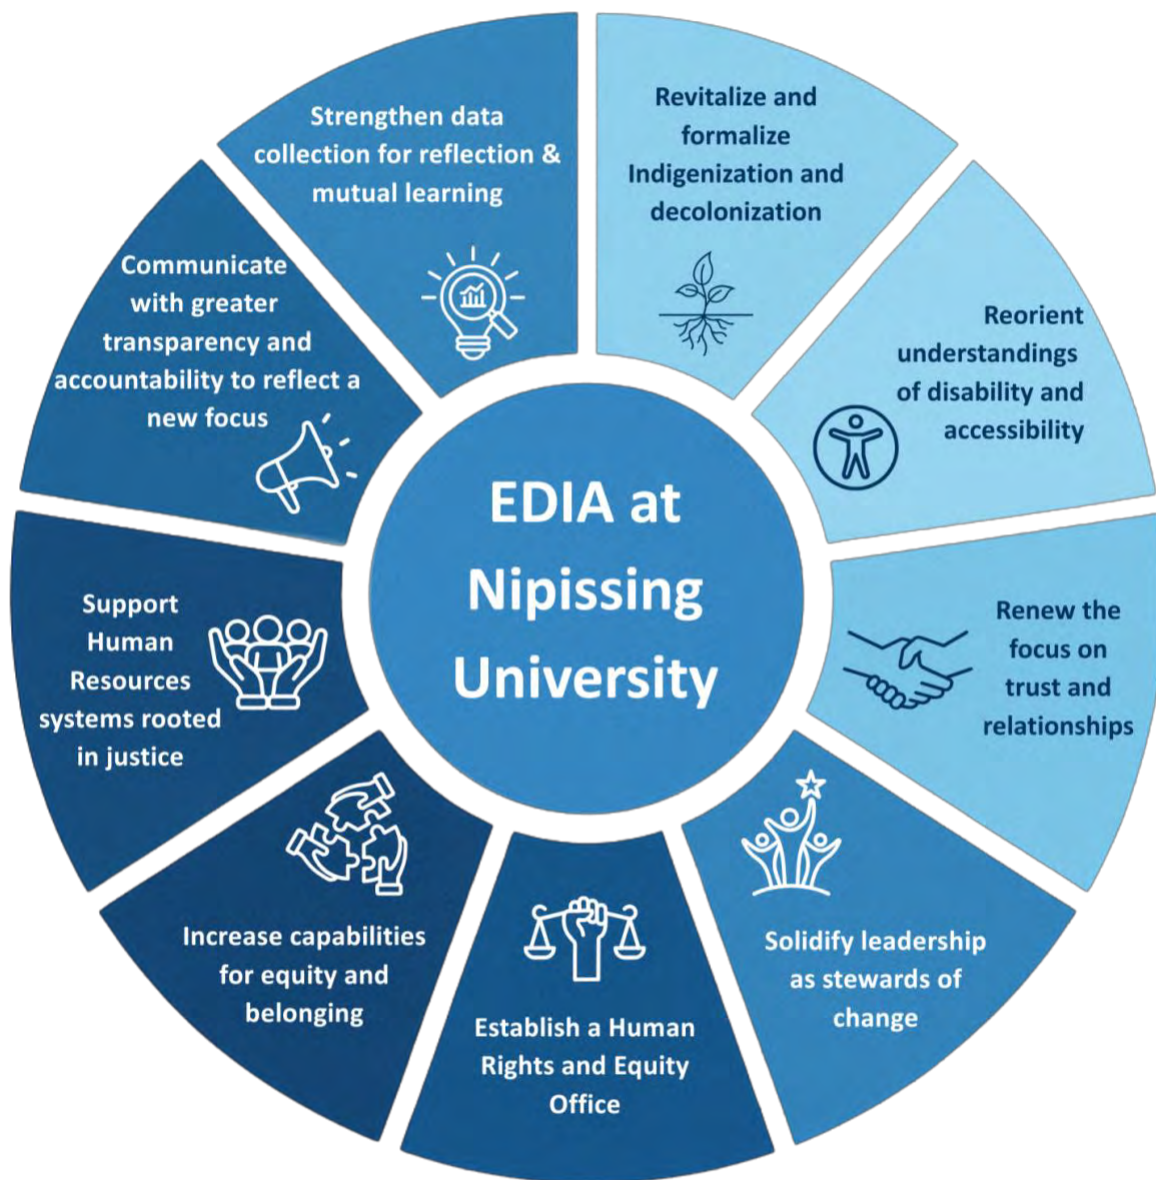 EDIA at
Nipissing
University
Revitalize and
formalize
Indigenization and
decolonization
Reorient
understandings
of disability and
accessibility
Renew the
focus on
trust and
relationships
Solidify leadership
as stewards of
change
Establish a Human
Rights and Equity
Office
Increase capabilities
for equity and
belonging
Support
Human
Resources
systems rooted
in justice
Communicate
with greater
transparency and
accountability to reflect a
new focus
Strengthen data
collection for reflection &
mutual learning